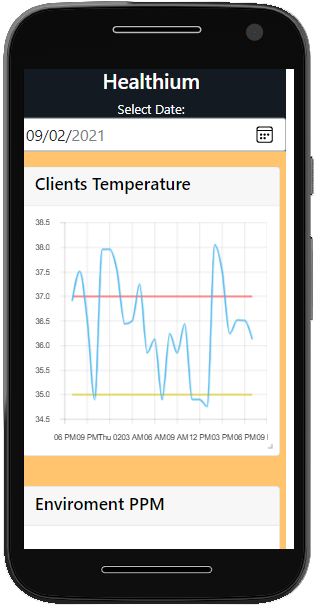 Healthium
Select Date:
09/02/2021
Clients Temperature
38.5
38.0
37.5
37.0
36.5
36.0
35.5
35.0
34.5
06 PM09 PMThu 0203 AM06 AM09 AM12 PM03 PM06 PM09 I
Enviroment PPM